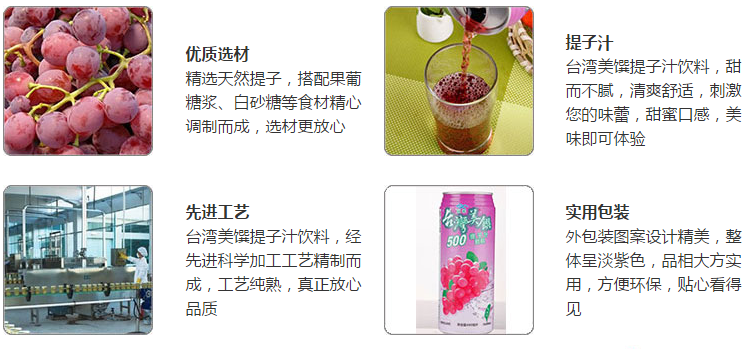 优质选材
精选天然提子，搭配果葡
糖浆、白砂糖等食材精心
调制而成，选材更放心
提子汁
台湾美馔提子汁饮料，甜
而不腻，清爽舒适，刺激
您的味蕾，甜蜜口感，美
味即可体验
先进工艺
台湾美馔提子汁饮料，经
先进科学加工工艺精制而
成，工艺纯熟，真正放心
品质
台湾美馔
500
实用包装
外包装图案设计精美，整
体呈淡紫色，品相大方实
用，方便环保，贴心看得
见